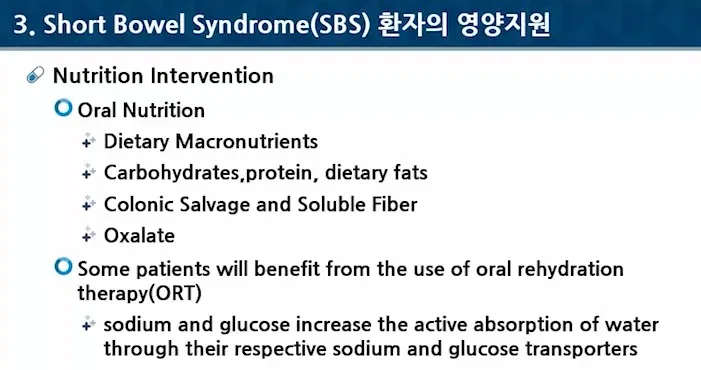 3. Short Bowel Syndrome(SBS) 환자의 영양지원
Nutrition Intervention
Oral Nutrition
Dietary Macronutrients
Carbohydrates,protein, dietary fats
Colonic Salvage and Soluble Fiber
Oxalate
Some patients will benefit from the use of oral rehydration
therapy(ORT)
sodium and glucose increase the active absorption of water
through their respective sodium and glucose transporters